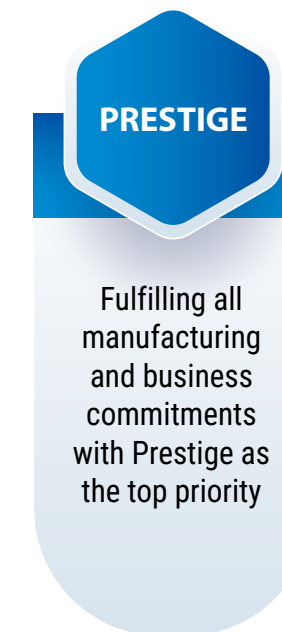 PRESTIGE
Fulfilling all
manufacturing
and business
commitments
with Prestige as
the top priority